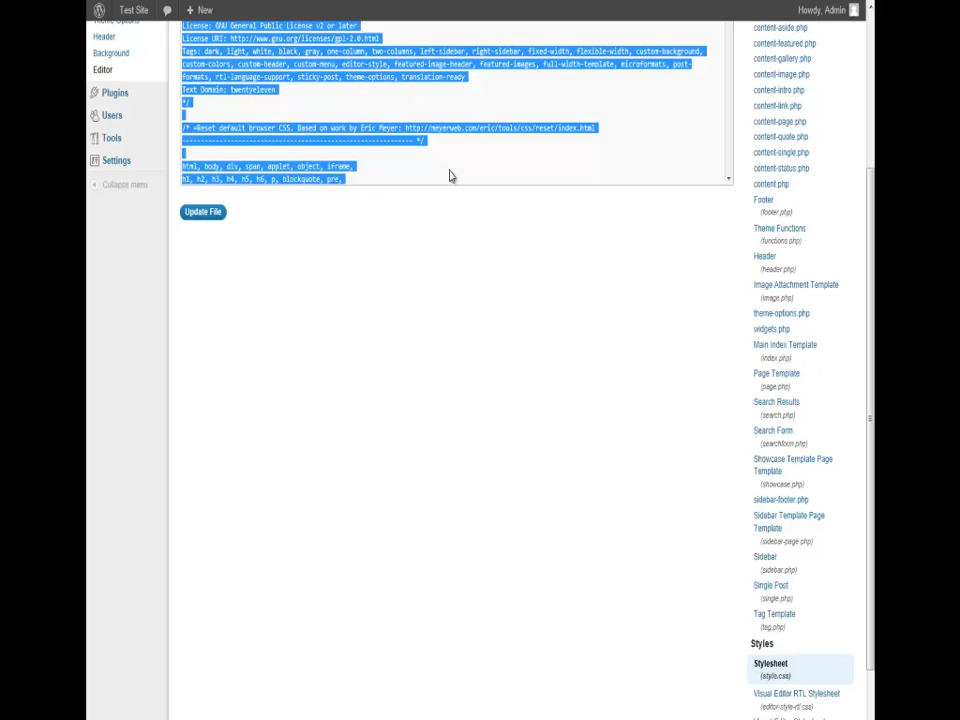 Test Site
New
Howdy, Admin
Header
Background
Editor
Plugins
Users
Tools
Settings
Collapse menu
License: GNU General Public License v2 or later
License URI: http://www.gnu.org/licenses/gpl-2.0.html
Tags: dark, light, white, black, gray, one-column, two-columns, left-sidebar, right-sidebar, fixed-width, flexible-width, custom-background,
custom-colors, custom-header, custom-menu, editor-style, featured-image-header, featured-images, full-width-template, microformats, post-
formats, rtl-language-support, sticky-post, theme-options, translation-ready
Text Domain: twentyeleven
*/
/* =Reset default browser CSS. Based on work by Eric Meyer: http://meyerweb.com/eric/tools/css/reset/index.html
-------------------------------------------------------------- */
html, body, div, span, applet, object, iframe,
h1, h2, h3, h4, h5, h6, p, blockquote, pre,
Update File
content-aside.php
content-featured.php
content-gallery.php
content-image.php
content-intro.php
content-link.php
content-page.php
content-quote.php
content-single.php
content-status.php
content.php
Footer
(footer.php)
Theme Functions
(functions.php)
Header
(header.php)
Image Attachment Template
(image.php)
theme-options.php
widgets.php
Main Index Template
(index.php)
Page Template
(page.php)
Search Results
(search.php)
Search Form
(searchform.php)
Showcase Template Page
Template
(showcase.php)
sidebar-footer.php
Sidebar Template Page
Template
(sidebar-page.php)
Sidebar
(sidebar.php)
Single Post
(single.php)
Tag Template
(tag.php)
Styles
Stylesheet
(style.css)
Visual Editor RTL Stylesheet
(editor-style-rtl.css)